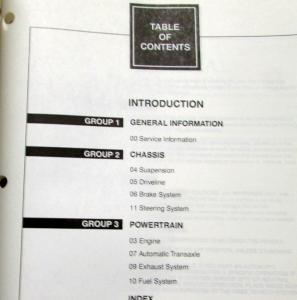 TABLE
OF
CONTENTS
INTRODUCTION
GROUP 1 GENERAL INFORMATION
00 Service Information
GROUP 2 CHASSIS
04 Suspension
05 Driveline
06 Brake System
11 Steering System
GROUP 3 POWERTRAIN
03 Engine
07 Automatic Transaxle
09 Exhaust System
10 Fuel System
INDEX